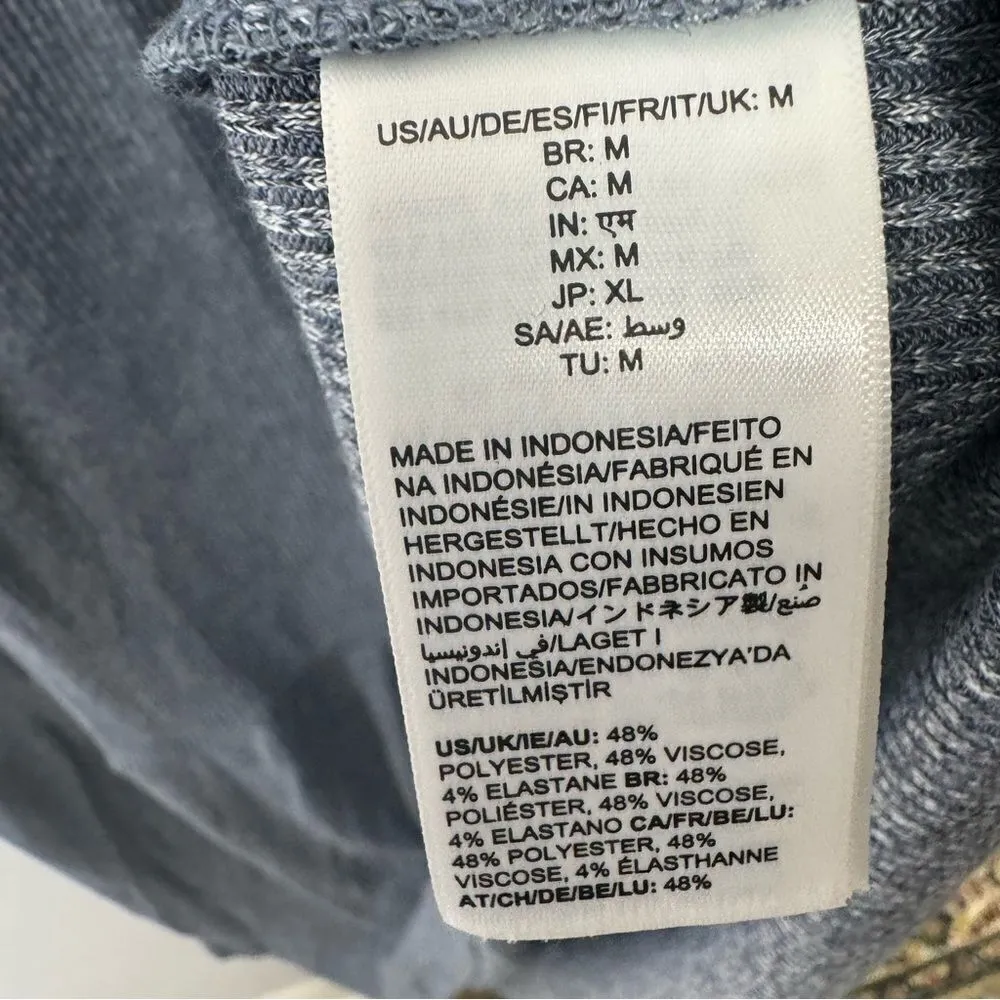 US/AU/DE/ES/FI/FR/IT/UK: M
BR: M
CA: M
IN: एम
MX: M
JP: XL
SA/AE: وسط
TU: M
MADE IN INDONESIA/FEITO
NA INDONÉSIA/FABRIQUÉ EN
INDONÉSIE/IN INDONESIEN
HERGESTELLT/HECHO EN
INDONESIA CON INSUMOS
IMPORTADOS/FABBRICATO IN
INDONESIA/インドネシア製/صُنع
في إندونيسيا/LAGET I
INDONESIA/ENDONEZYA'DA
ÜRETİLMİŞTİR
US/UK/IE/AU: 48%
POLYESTER, 48% VISCOSE,
4% ELASTANE BR: 48%
POLIÉSTER, 48% VISCOSE,
4% ELASTANO CA/FR/BE/LU:
48% POLYESTER, 48%
VISCOSE, 4% ÉLASTHANNE
AT/CH/DE/BE/LU: 48%